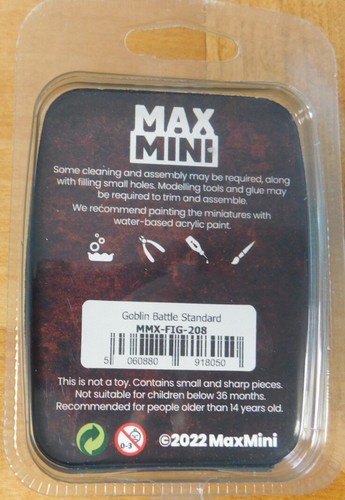 MAX
MINI
Some cleaning and assembly may be required, along
with filling small holes. Modelling tools and glue may
be required to trim and assemble.
We recommend painting the miniatures with
water-based acrylic paint.
Goblin Battle Standard
MMX-FIG-208
5 060880 918050
This is not a toy. Contains small and sharp pieces.
Not suitable for children below 36 months.
Recommended for people older than 14 years old.
0-3
©2022 MaxMini